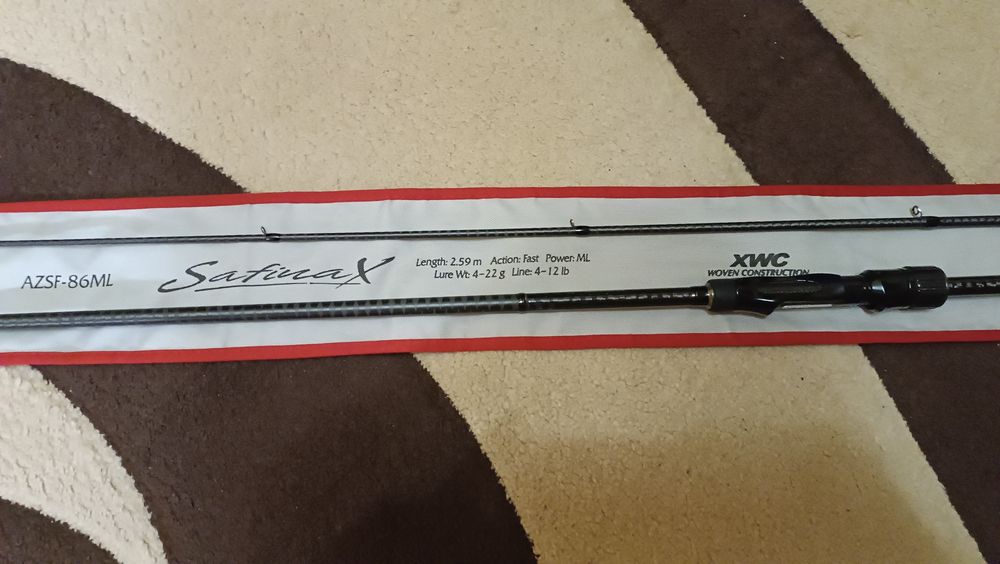 AZSF-86ML
Safina X
Length: 2.59 m Action: Fast Power: ML
Lure Wt: 4-22 g Line: 4-12 lb
XWC
WOVEN CONSTRUCTION